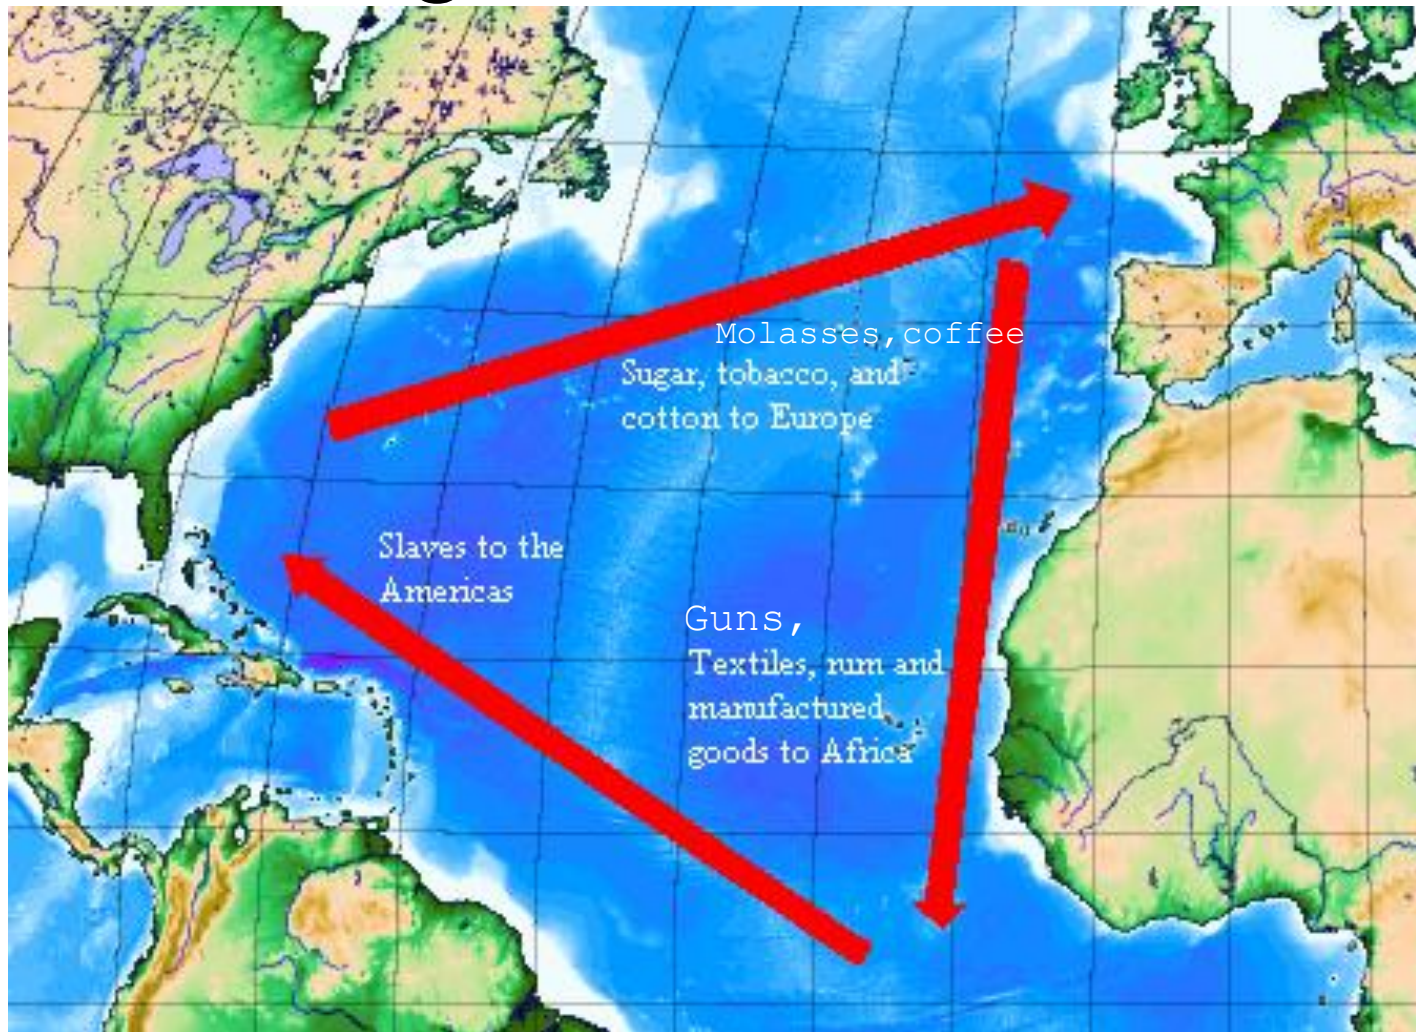 Molasses,coffee
Sugar, tobacco, and
cotton to Europe
Slaves to the
Americas
Guns,
Textiles, rum and
manufactured
goods to Africa